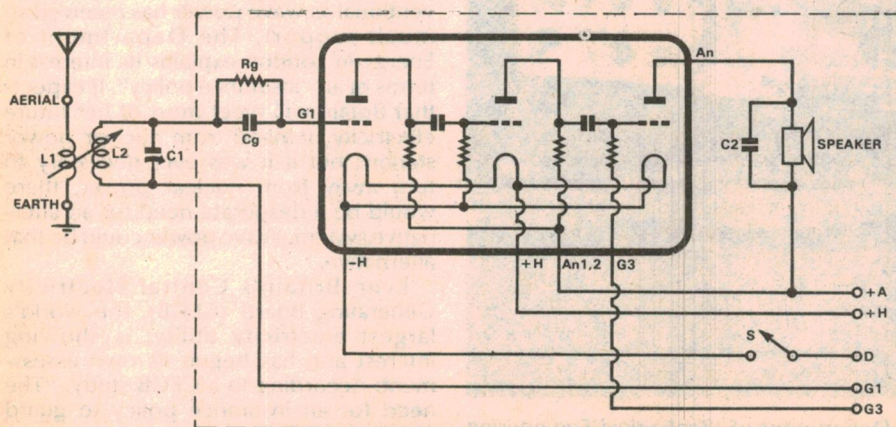 AERIAL
EARTH
L1
L2
C1
Rg
Cg
G1
An
C2
SPEAKER
-H
+H
An1,2
G3
+A
+H
S
D
G1
G3